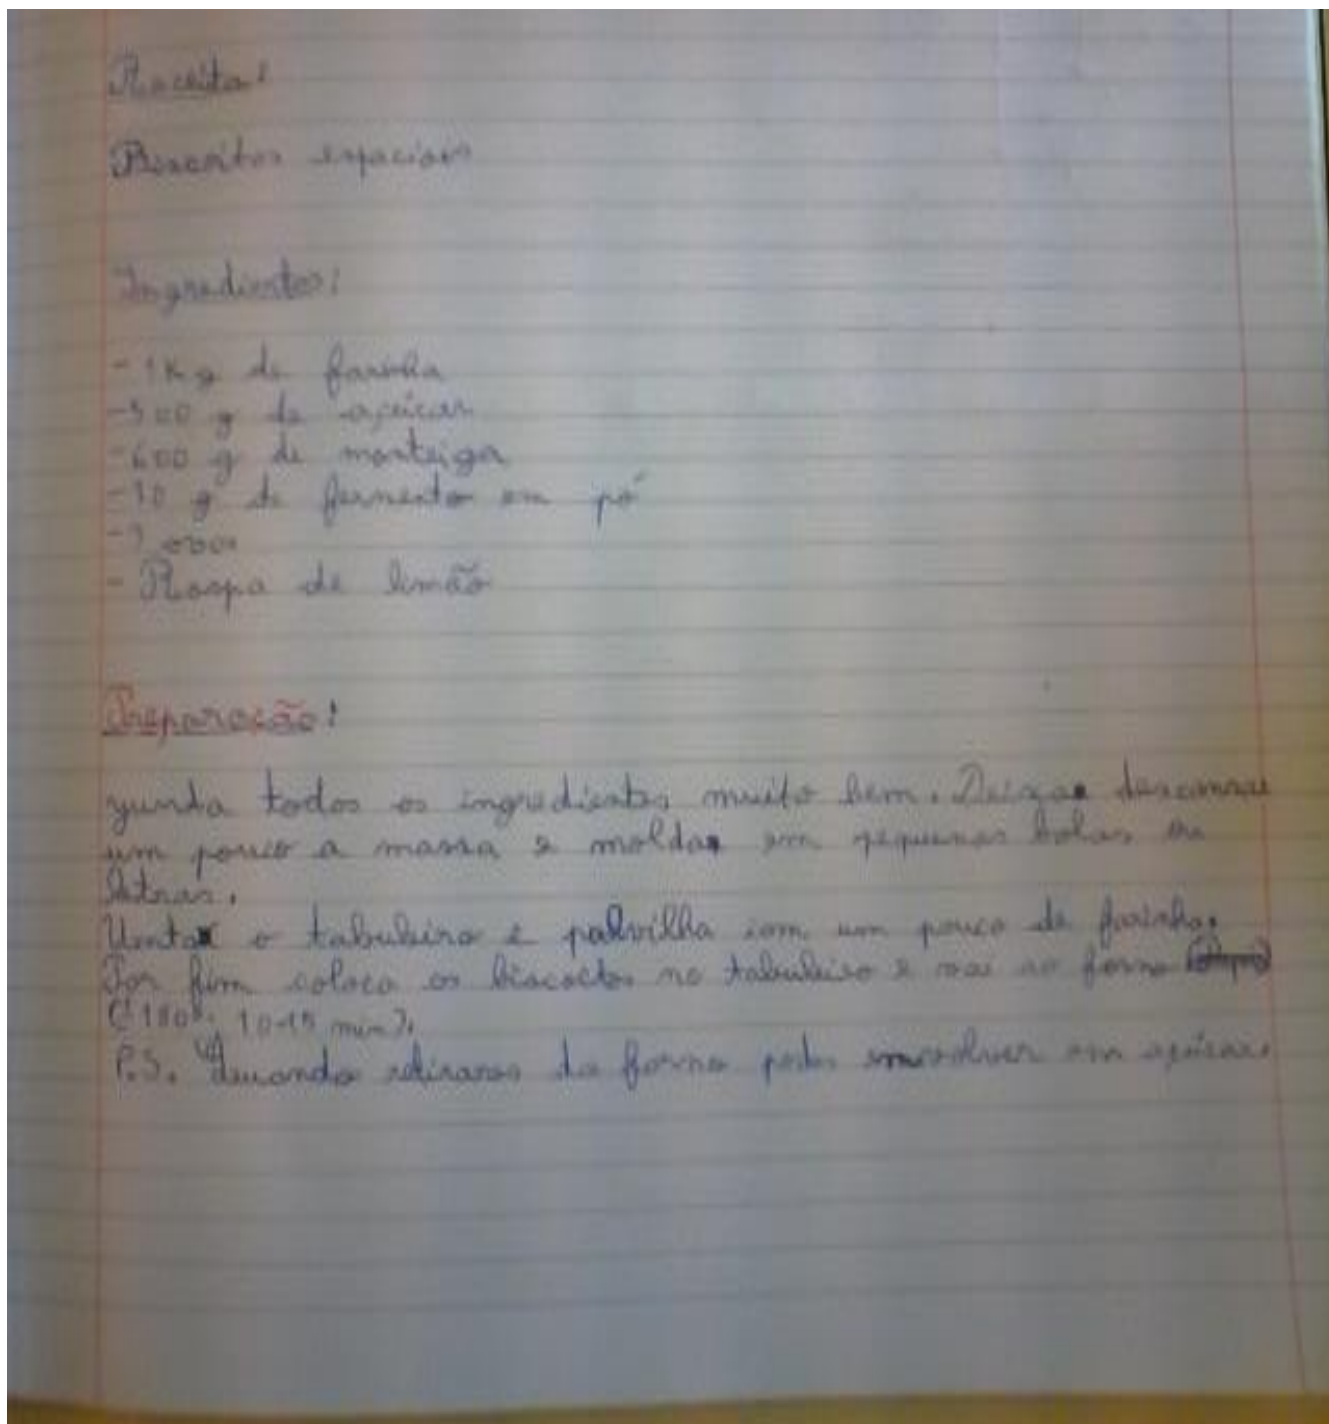 Receita:
Biscoitos espaciais
Ingredientes:
- 1 Kg de farinha
- 500 g de açúcar
- 600 g de manteiga
- 10 g de fermento em pó
- ovos
- Raspa de limão
Preparação:
yunta todos os ingredientes muito bem. Deixa descansar
um pouco a massa e molda em pequenas bolas ou
letras.
Unta o tabuleiro e polvilha com um pouco de farinha.
Por fim coloca os biscoitos no tabuleiro e vai ao forno
(180º, 10-15 min).
P.S. Quando retirares do forno podes envolver em açúcar.